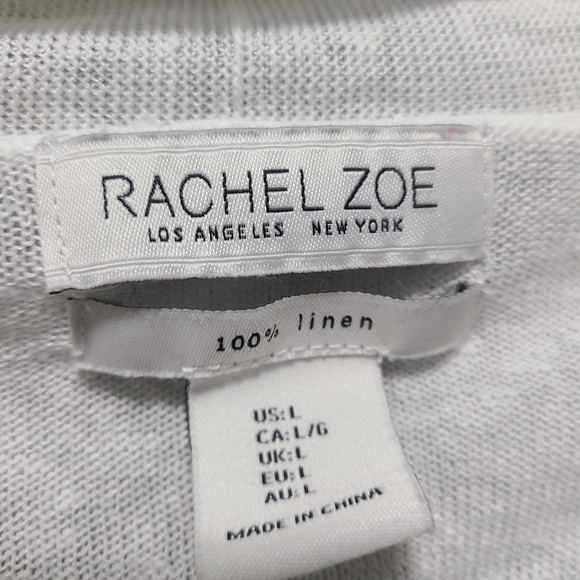 RACHEL ZOE
LOS ANGELES NEW YORK
100% linen
US: L
CA: L/G
UK: L
EU: L
AU: L
MADE IN CHINA